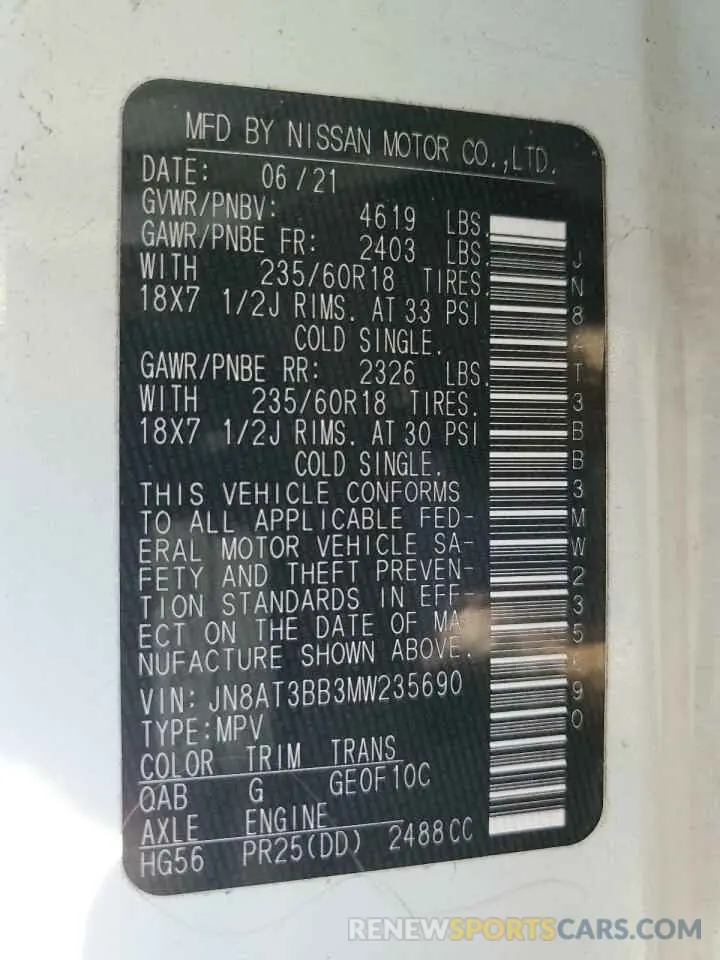 MFD BY NISSAN MOTOR CO.,LTD.
DATE: 06/21
GVWR/PNBV: 4619 LBS.
GAWR/PNBE FR: 2403 LBS.
WITH 235/60R18 TIRES.
18X7 1/2J RIMS. AT 33 PSI
COLD SINGLE.
GAWR/PNBE RR: 2326 LBS.
WITH 235/60R18 TIRES.
18X7 1/2J RIMS. AT 30 PSI
COLD SINGLE.
THIS VEHICLE CONFORMS
TO ALL APPLICABLE FED-
ERAL MOTOR VEHICLE SA-
FETY AND THEFT PREVEN-
TION STANDARDS IN EFF-
ECT ON THE DATE OF MA-
NUFACTURE SHOWN ABOVE.
VIN: JN8AT3BB3MW235690
TYPE:MPV
COLOR TRIM TRANS
QAB G GE0F10C
AXLE ENGINE
HG56 PR25(DD) 2488CC
JN8AT3BB3MW235690
RENEWSPORTSCARS.COM